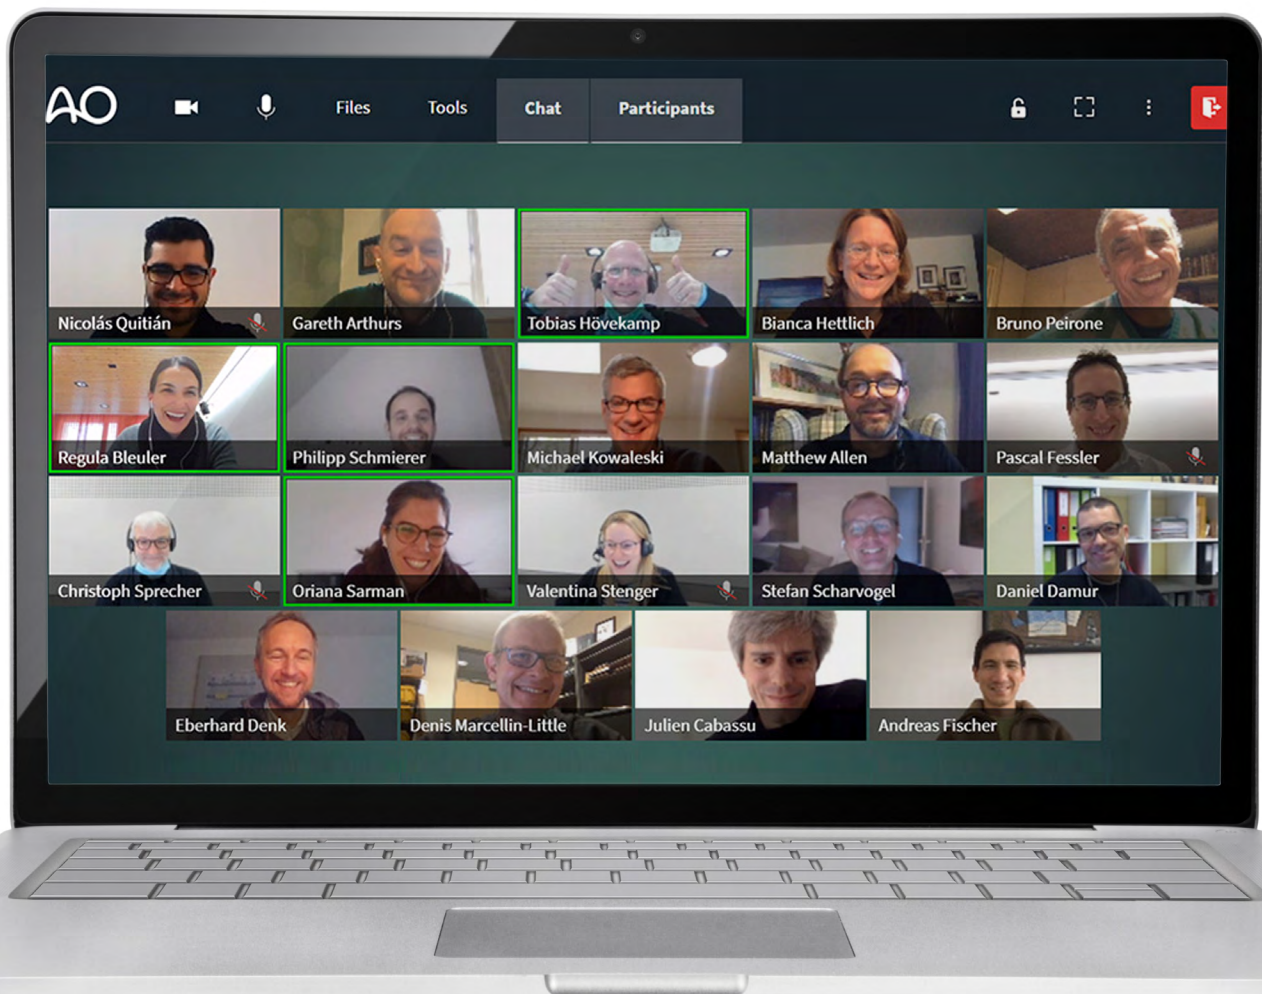 AO Files Tools Chat Participants
Nicolás Quitián Gareth Arthurs Tobias Hövekamp Bianca Hettlich Bruno Peirone
Regula Bleuler Philipp Schmierer Michael Kowaleski Matthew Allen Pascal Fessler
Christoph Sprecher Oriana Sarman Valentina Stenger Stefan Scharvogel Daniel Damur
Eberhard Denk Denis Marcellin-Little Julien Cabassu Andreas Fischer